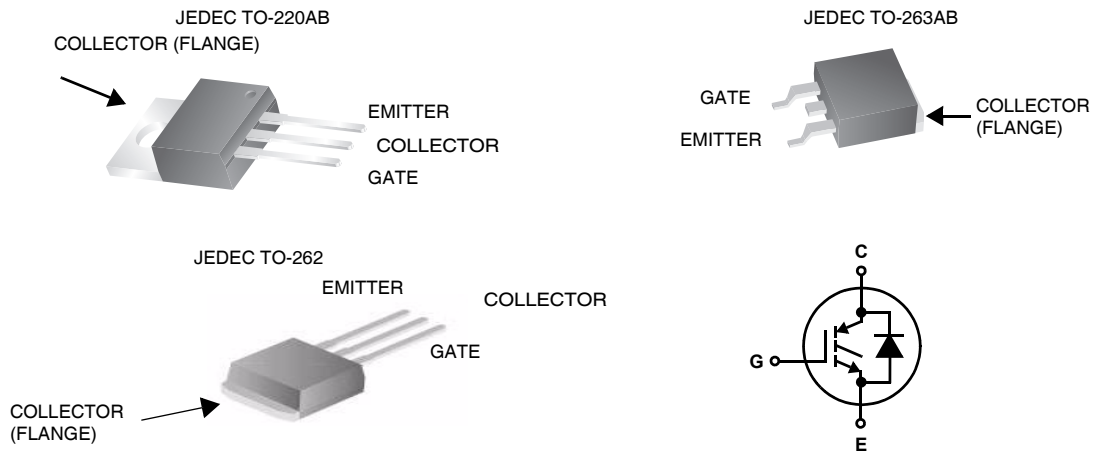 JEDEC TO-220AB
COLLECTOR (FLANGE)
EMITTER
COLLECTOR
GATE
JEDEC TO-263AB
GATE
EMITTER
COLLECTOR
(FLANGE)
JEDEC TO-262
EMITTER
COLLECTOR
GATE
COLLECTOR
(FLANGE)
C
G
E